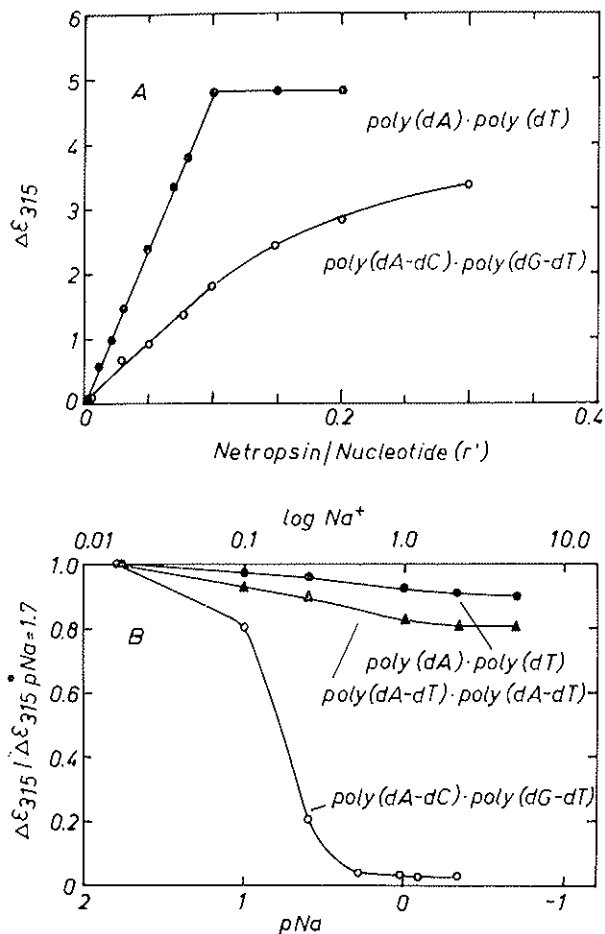 6
5
4
3
2
1
0
A
poly(dA)·poly(dT)
poly(dA-dC)·poly(dG-dT)
Δε315
0
0.2
0.4
Netropsin/Nucleotide (r')
log Na+
0.01
0.1
1.0
10.0
1.0
0.8
0.6
0.4
0.2
0
B
poly(dA)·poly(dT)
poly(dA-dT)·poly(dA-dT)
poly(dA-dC)·poly(dG-dT)
Δε315/Δε315 pNa=1.7
2
1
0
-1
pNa